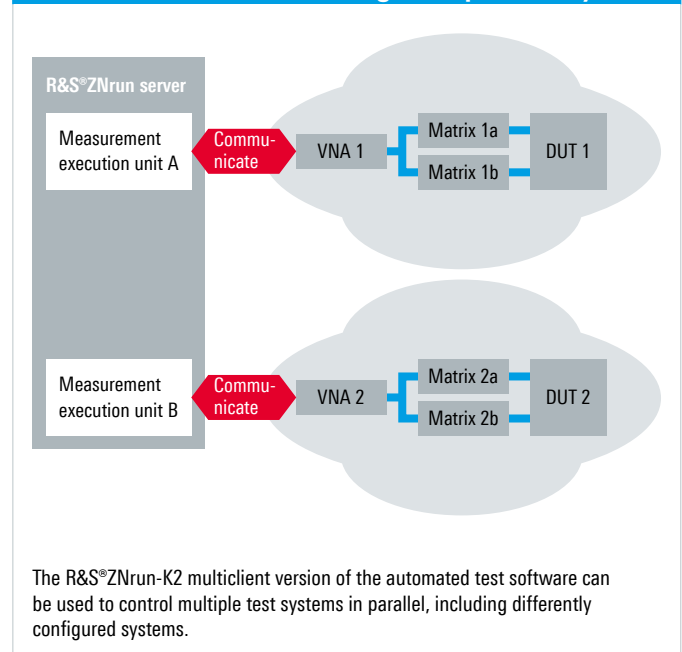 R&S®ZNrun server
Measurement
execution unit A
Commu-
nicate
VNA 1
Matrix 1a
Matrix 1b
DUT 1
Measurement
execution unit B
Commu-
nicate
VNA 2
Matrix 2a
Matrix 2b
DUT 2
The R&S®ZNrun-K2 multiclient version of the automated test software can
be used to control multiple test systems in parallel, including differently
configured systems.